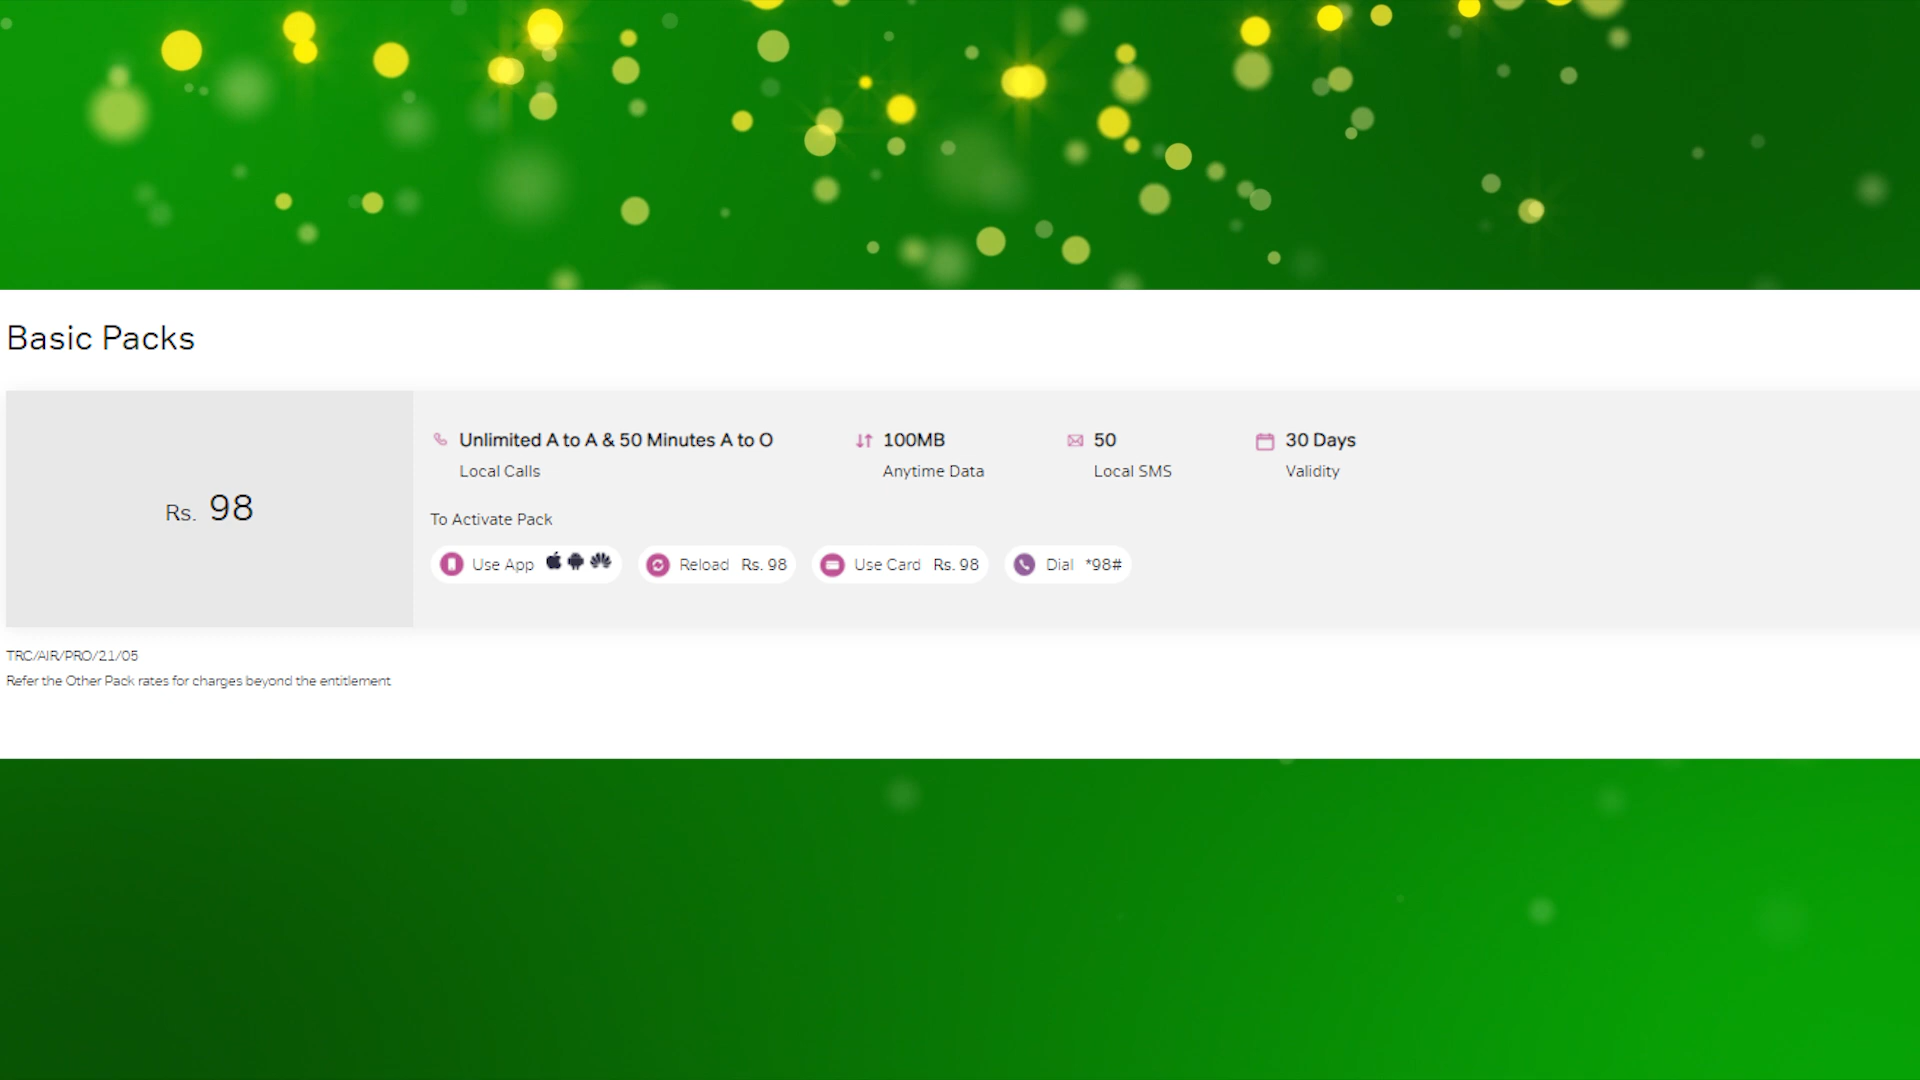 Basic Packs
Rs. 98
Unlimited A to A & 50 Minutes A to O
Local Calls
100MB
Anytime Data
50
Local SMS
30 Days
Validity
To Activate Pack
Use App
Reload Rs. 98
Use Card Rs. 98
Dial *98#
TRC/AIR/PRO/21/05
Refer the Other Pack rates for charges beyond the entitlement